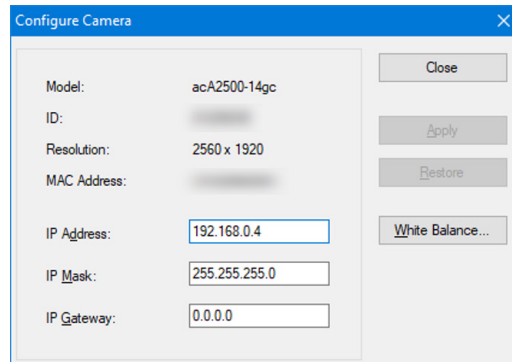 Configure Camera
Close
Model: acA2500-14gc
ID:
Apply
Resolution: 2560 x 1920
Restore
MAC Address:
IP Address: 192.168.0.4
White Balance...
IP Mask: 255.255.255.0
IP Gateway: 0.0.0.0